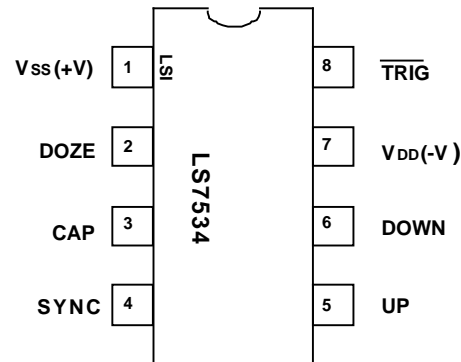 VSS(+V) 1 LSI 8 TRIG
DOZE 2 7 VDD(-V)
LS7534
CAP 3 6 DOWN
SYNC 4 5 UP